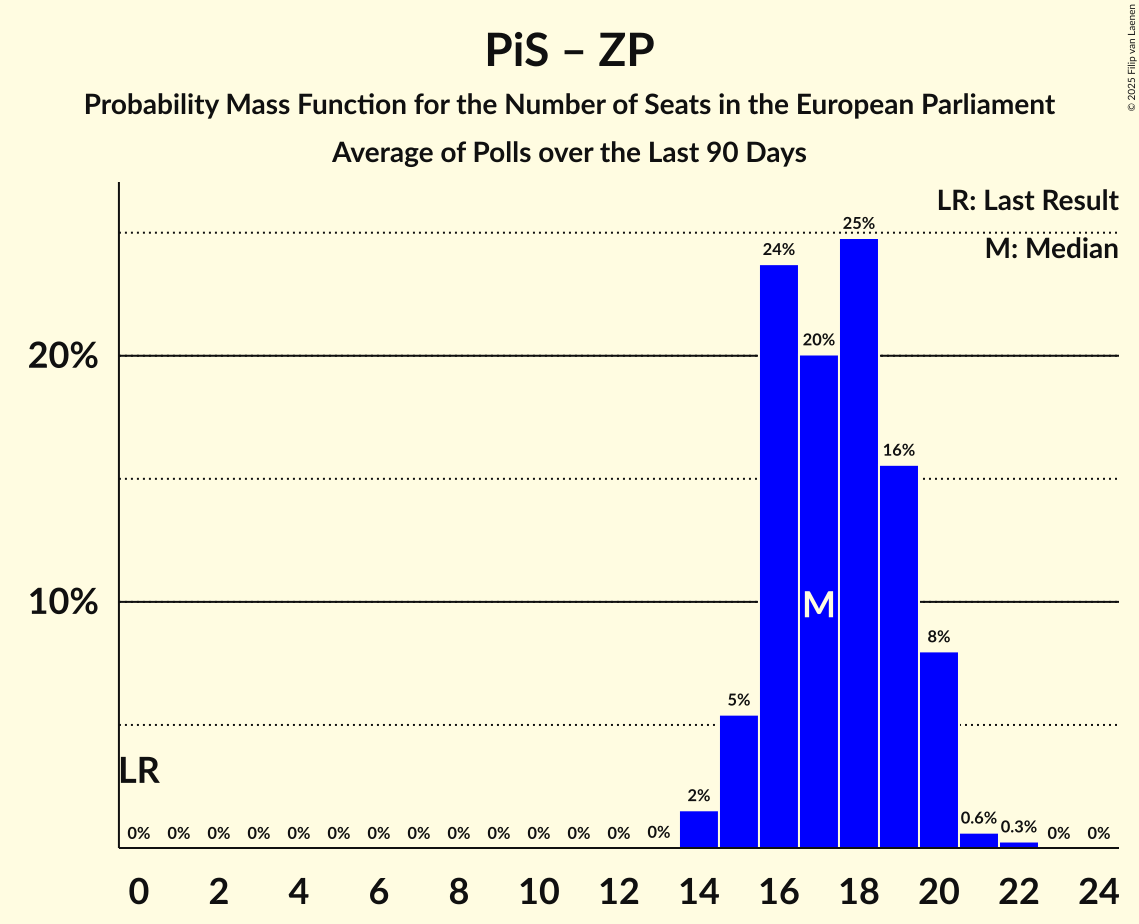 PiS – ZP
Probability Mass Function for the Number of Seats in the European Parliament
Average of Polls over the Last 90 Days
© 2025 Filip van Laenen
LR: Last Result
M: Median
20%
10%
0% 0% 0% 0% 0% 0% 0% 0% 0% 0% 0% 0% 0% 0% 2% 5% 24% 20% 25% 16% 8% 0.6% 0.3% 0% 0%
M
LR
0 2 4 6 8 10 12 14 16 18 20 22 24